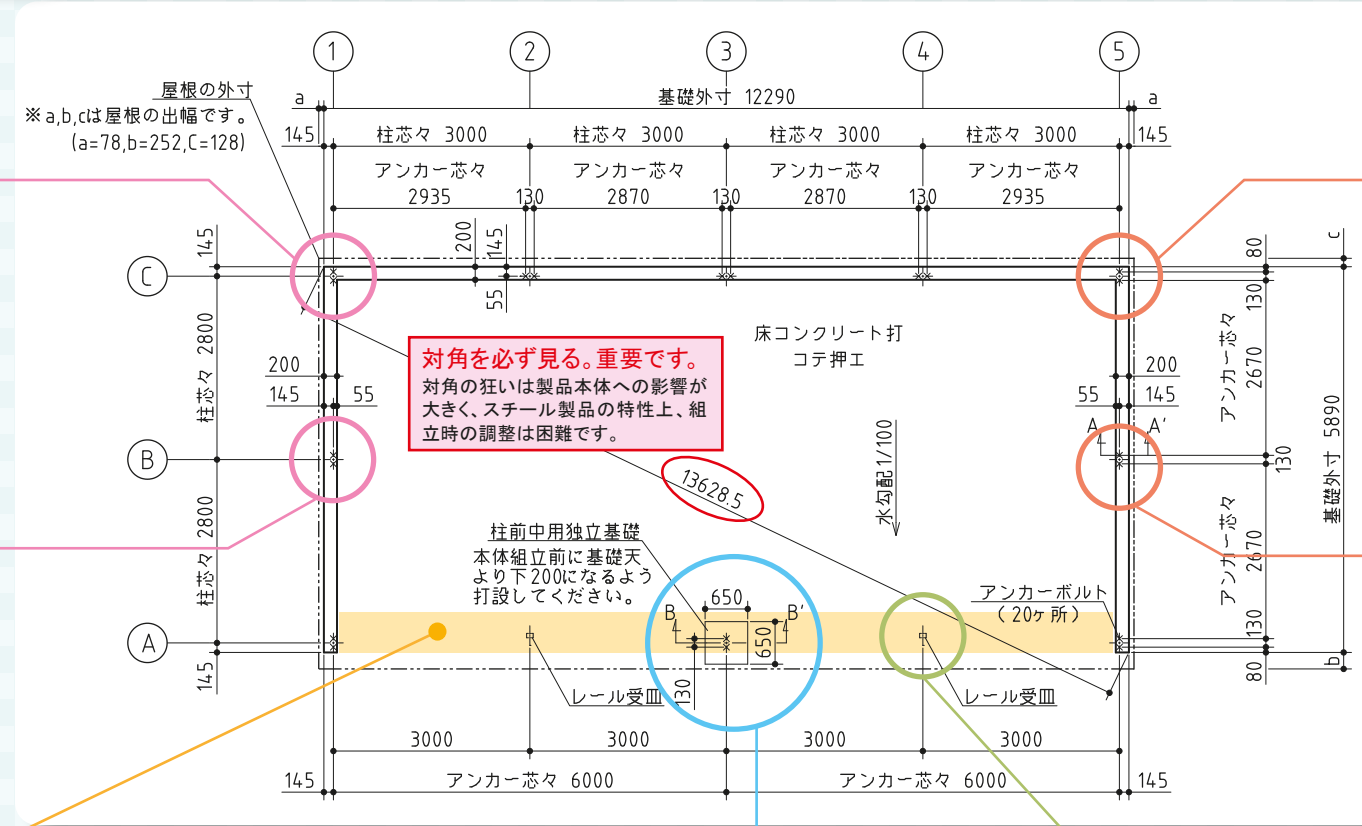 1 2 3 4 5
屋根の外寸
※a,b,cは屋根の出幅です。
(a=78,b=252,C=128)
a 基礎外寸 12290 a
145 柱芯々 3000 柱芯々 3000 柱芯々 3000 柱芯々 3000 145
アンカー芯々 アンカー芯々 アンカー芯々 アンカー芯々
2935 130 2870 130 2870 130 2935
145 200 145 80 c
C
55 130
柱芯々 2800
アンカー芯々 2670
床コンクリート打
コテ押エ
対角を必ず見る。重要です。
対角の狂いは製品本体への影響が
大きく、スチール製品の特性上、組
立時の調整は困難です。
200 200
145 55 55 145
A A'
B
130
基礎外寸 5890
13628.5
水勾配1/100
柱芯々 2800
アンカー芯々 2670
柱前中用独立基礎
本体組立前に基礎天
より下200になるよう
打設してください。
650
B B'
650
130
アンカーボルト
(20ヶ所)
130
A
145 80 b
レール受皿 レール受皿
3000 3000 3000 3000
145 アンカー芯々 6000 アンカー芯々 6000 145